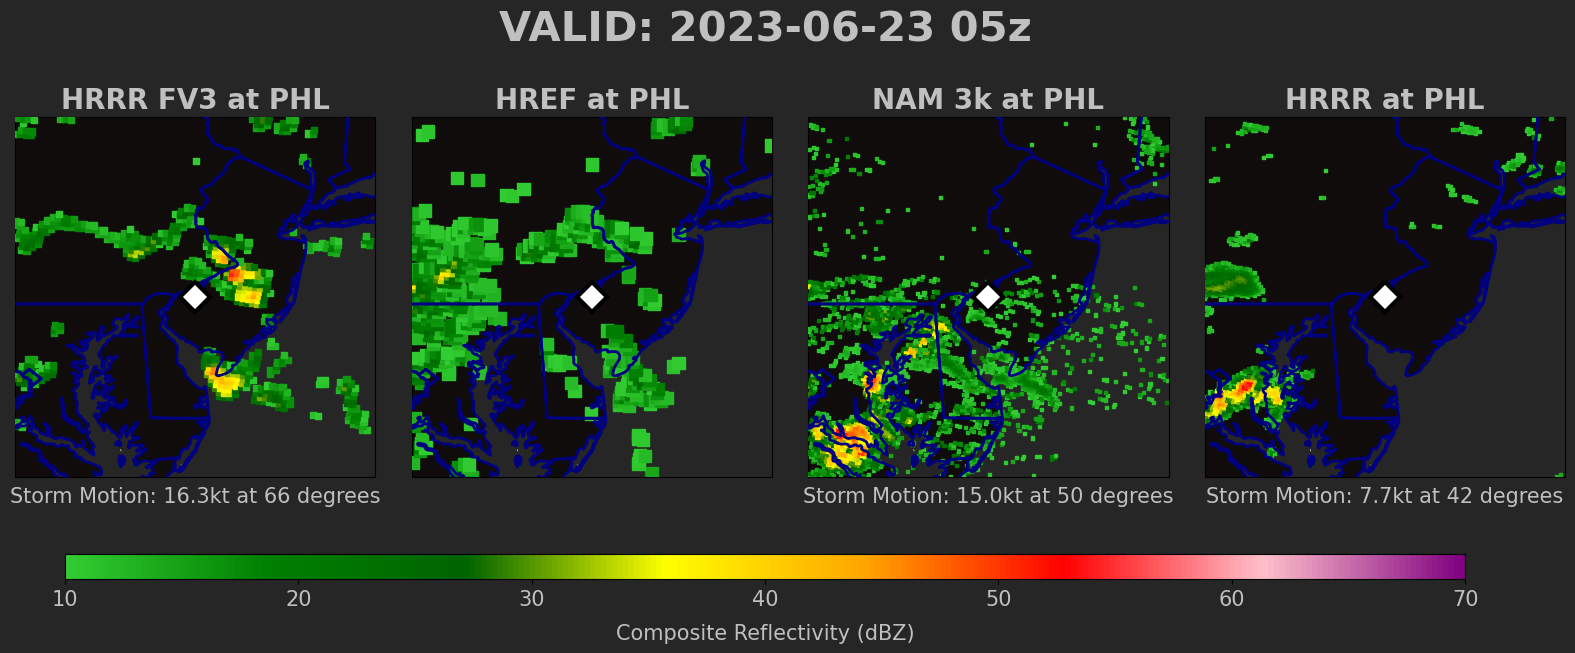 VALID: 2023-06-23 05z
HRRR FV3 at PHL
HREF at PHL
NAM 3k at PHL
HRRR at PHL
Storm Motion: 16.3kt at 66 degrees
Storm Motion: 15.0kt at 50 degrees
Storm Motion: 7.7kt at 42 degrees
10 20 30 40 50 60 70
Composite Reflectivity (dBZ)